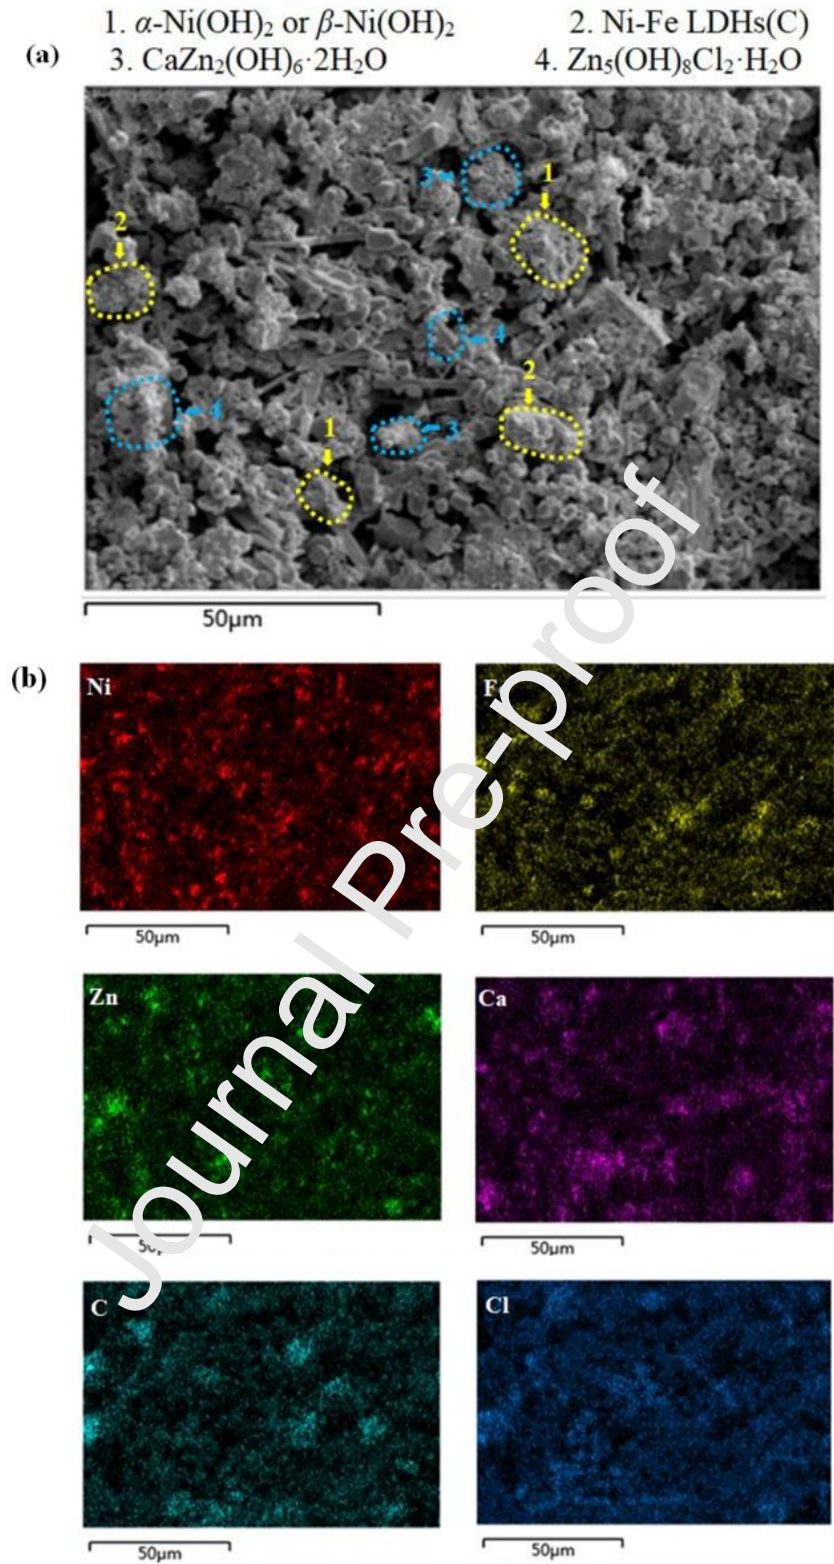 1. α-Ni(OH)₂ or β-Ni(OH)₂ 2. Ni-Fe LDHs(C)
(a) 3. CaZn₂(OH)₆·2H₂O 4. Zn₅(OH)₈Cl₂·H₂O
3
1
2
4
2
4
3
1
50μm
(b)
Ni
50μm
50μm
Zn Ca
50μm 50μm
C Cl
50μm 50μm
Journal Pre-proof